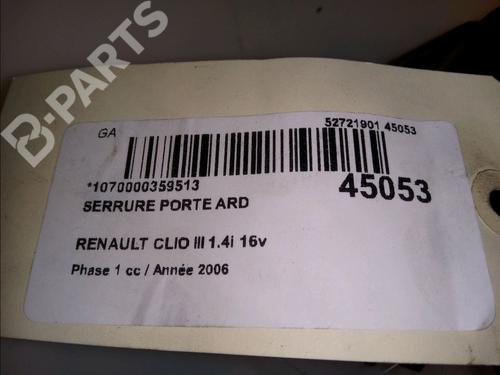 B-PARTS
GA
52721901 45053
*1070000359513
45053
SERRURE PORTE ARD
RENAULT CLIO III 1.4i 16v
Phase 1 cc / Année 2006